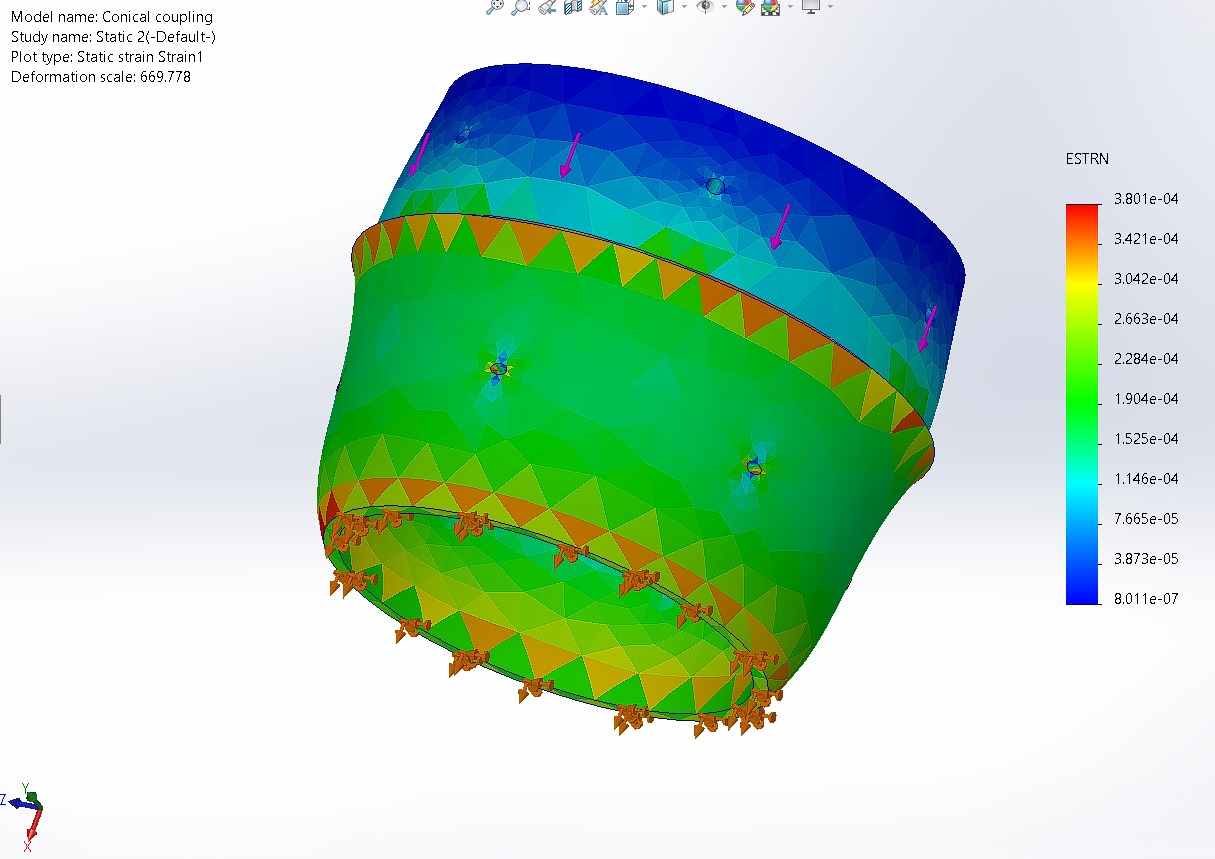 Model name: Conical coupling
Study name: Static 2(-Default-)
Plot type: Static strain Strain1
Deformation scale: 669.778
ESTRN
3.801e-04
3.421e-04
3.042e-04
2.663e-04
2.284e-04
1.904e-04
1.525e-04
1.146e-04
7.665e-05
3.873e-05
8.011e-07
Y
Z
X